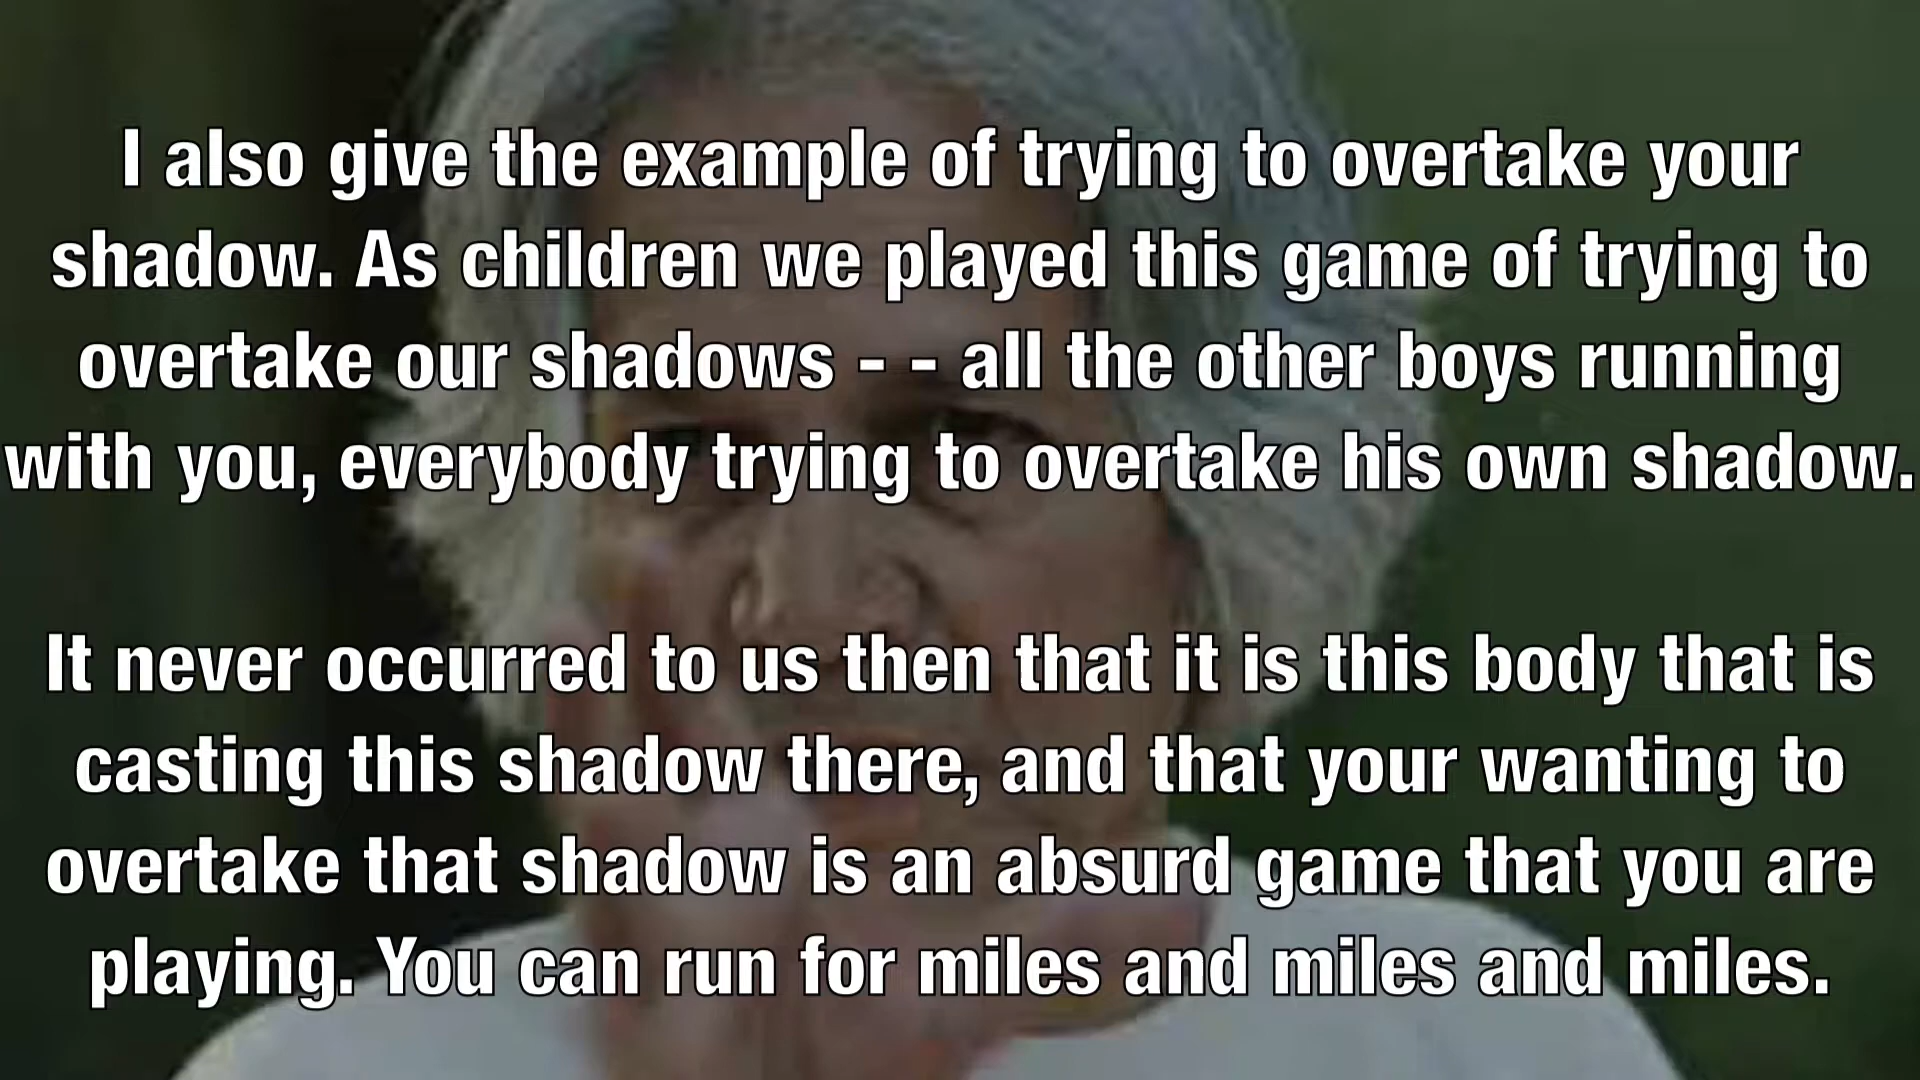 I also give the example of trying to overtake your
shadow. As children we played this game of trying to
overtake our shadows - - all the other boys running
with you, everybody trying to overtake his own shadow.
It never occurred to us then that it is this body that is
casting this shadow there, and that your wanting to
overtake that shadow is an absurd game that you are
playing. You can run for miles and miles and miles.